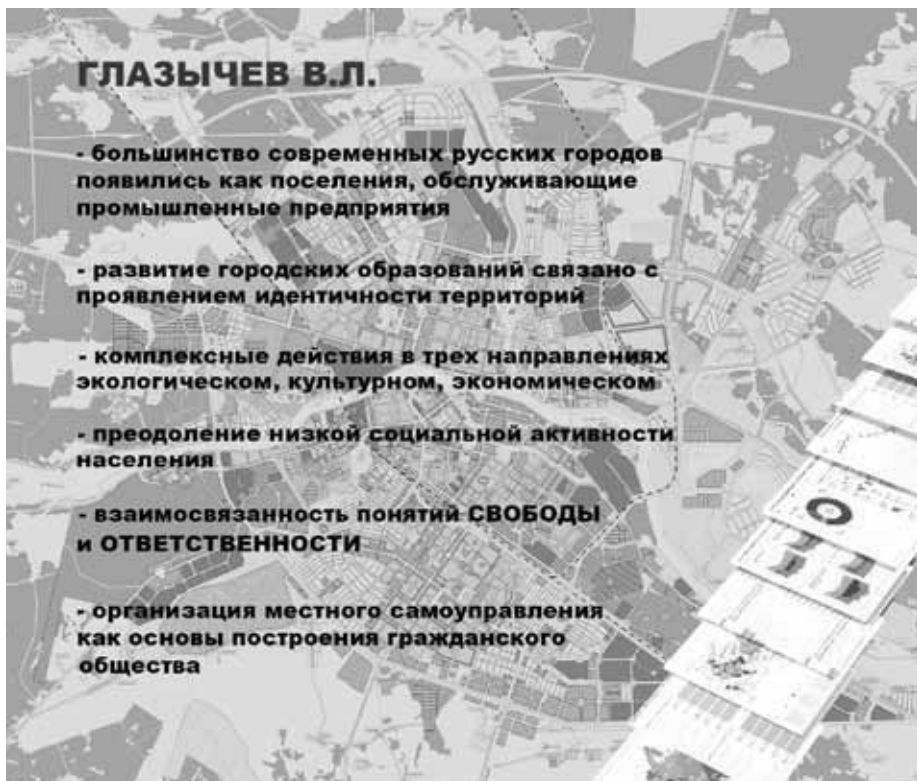 ГЛАЗЫЧЕВ В.Л.
- большинство современных русских городов
появились как поселения, обслуживающие
промышленные предприятия
- развитие городских образований связано с
проявлением идентичности территорий
- комплексные действия в трех направлениях
экологическом, культурном, экономическом
- преодоление низкой социальной активности
населения
- взаимосвязанность понятий СВОБОДЫ
и ОТВЕТСТВЕННОСТИ
- организация местного самоуправления
как основы построения гражданского
общества